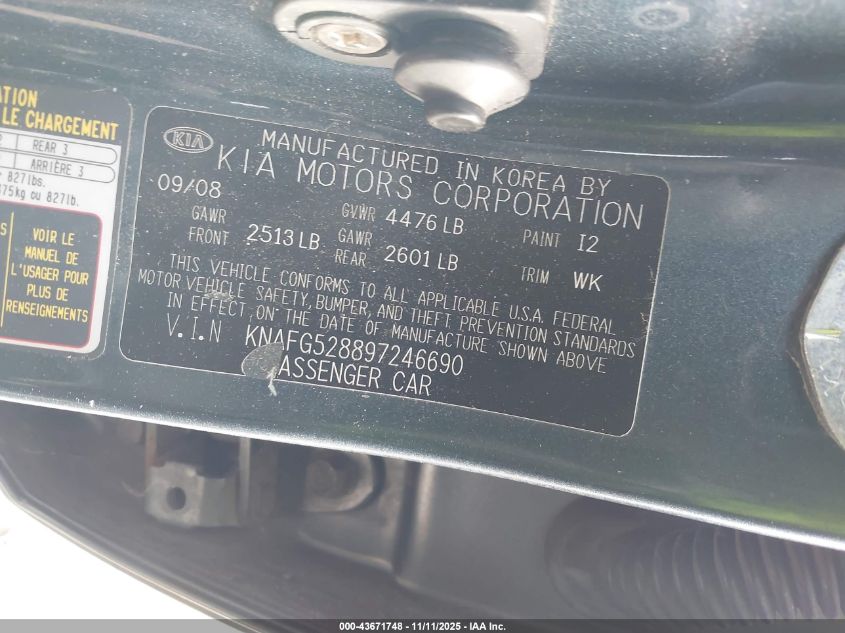 ATION
LE CHARGEMENT
REAR 3
ARRIÈRE 3
827lbs.
75kg ou 827lb.
VOIR LE
MANUEL DE
L'USAGER POUR
PLUS DE
RENSEIGNEMENTS
KIA
MANUFACTURED IN KOREA BY
KIA MOTORS CORPORATION
09/08
GAWR FRONT 2513 LB
GVWR 4476 LB
GAWR REAR 2601 LB
PAINT I2
TRIM WK
THIS VEHICLE CONFORMS TO ALL APPLICABLE U.S.A. FEDERAL
MOTOR VEHICLE SAFETY, BUMPER, AND THEFT PREVENTION STANDARDS
IN EFFECT ON THE DATE OF MANUFACTURE SHOWN ABOVE
V.I.N KNAFG528897246690
ASSENGER CAR
000-43671748 - 11/11/2025 - IAA Inc.